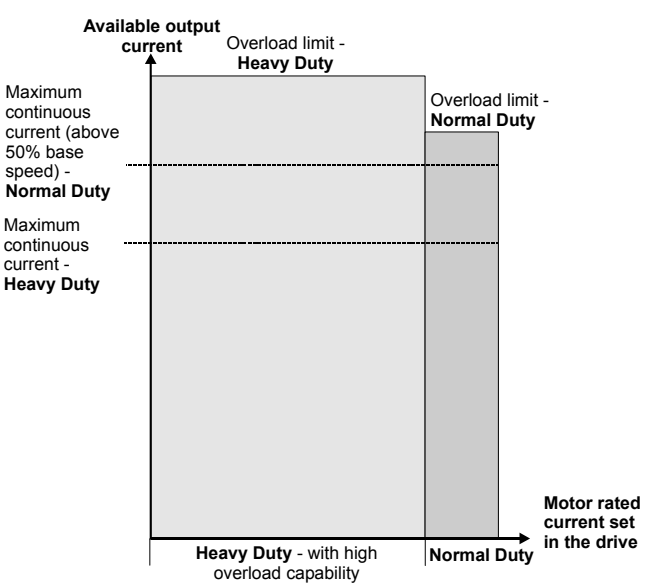 Available output
current
Overload limit -
Heavy Duty
Maximum
continuous
current (above
50% base
speed) -
Normal Duty
Overload limit -
Normal Duty
Maximum
continuous
current -
Heavy Duty
Motor rated
current set
in the drive
Heavy Duty - with high
overload capability
Normal Duty